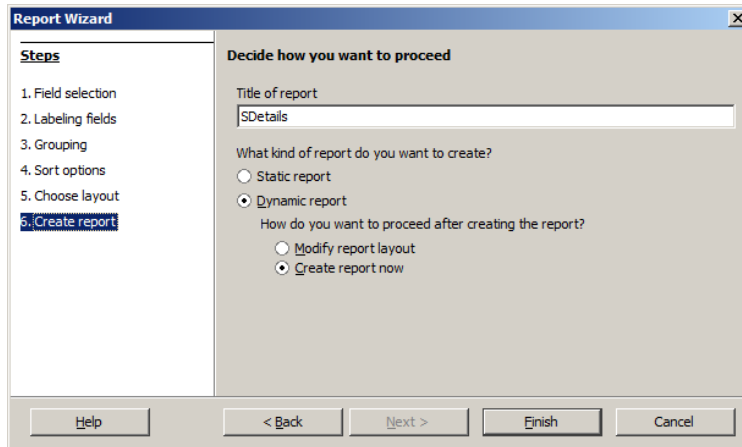 Report Wizard
Steps
1. Field selection
2. Labeling fields
3. Grouping
4. Sort options
5. Choose layout
6. Create report
Decide how you want to proceed
Title of report
SDetails
What kind of report do you want to create?
Static report
Dynamic report
How do you want to proceed after creating the report?
Modify report layout
Create report now
Help
< Back
Next >
Finish
Cancel